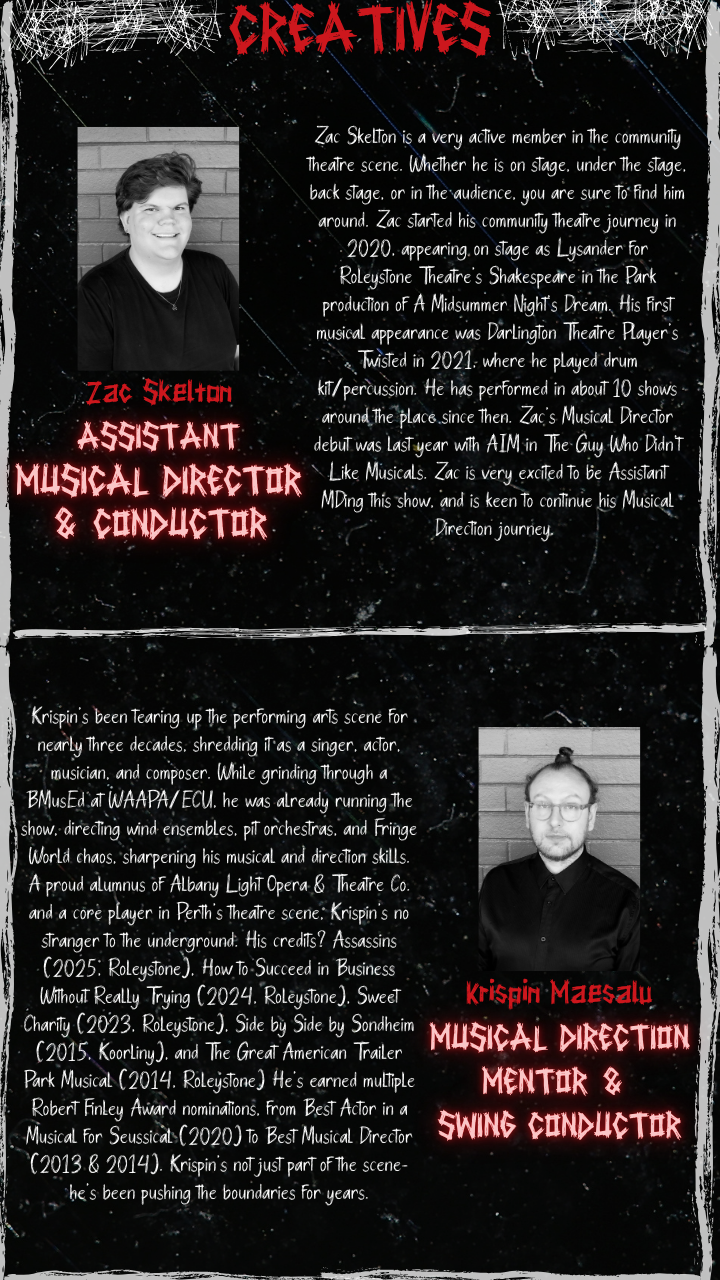 CREATIVES
Zac Skelton is a very active member in the community
theatre scene. Whether he is on stage, under the stage,
back stage, or in the audience, you are sure to find him
around. Zac started his community theatre journey in
2020, appearing on stage as Lysander for
Roleystone Theatre's Shakespeare in the Park
production of A Midsummer Night's Dream. His first
musical appearance was Darlington Theatre Player's
Twisted in 2021, where he played drum
kit/percussion. He has performed in about 10 shows
around the place since then. Zac's Musical Director
debut was last year with AIM in The Guy Who Didn't
Like Musicals. Zac is very excited to be Assistant
MDing this show, and is keen to continue his Musical
Direction journey.
Zac Skelton
ASSISTANT
MUSICAL DIRECTOR
& CONDUCTOR
Krispin's been tearing up the performing arts scene for
nearly three decades, shredding it as a singer, actor,
musician, and composer. While grinding through a
BMusEd at WAAPA/ECU, he was already running the
show, directing wind ensembles, pit orchestras, and Fringe
World chaos, sharpening his musical and direction skills.
A proud alumnus of Albany Light Opera & Theatre Co.
and a core player in Perth's theatre scene, Krispin's no
stranger to the underground. His credits? Assassins
(2025, Roleystone), How to Succeed in Business
Without Really Trying (2024, Roleystone), Sweet
Charity (2023, Roleystone), Side by Side by Sondheim
(2015, Koorliny), and The Great American Trailer
Park Musical (2014, Roleystone) He's earned multiple
Robert Finley Award nominations, from Best Actor in a
Musical for Seussical (2020) to Best Musical Director
(2013 & 2014). Krispin's not just part of the scene-
he's been pushing the boundaries for years.
Krispin Maesalu
MUSICAL DIRECTION
MENTOR &
SWING CONDUCTOR